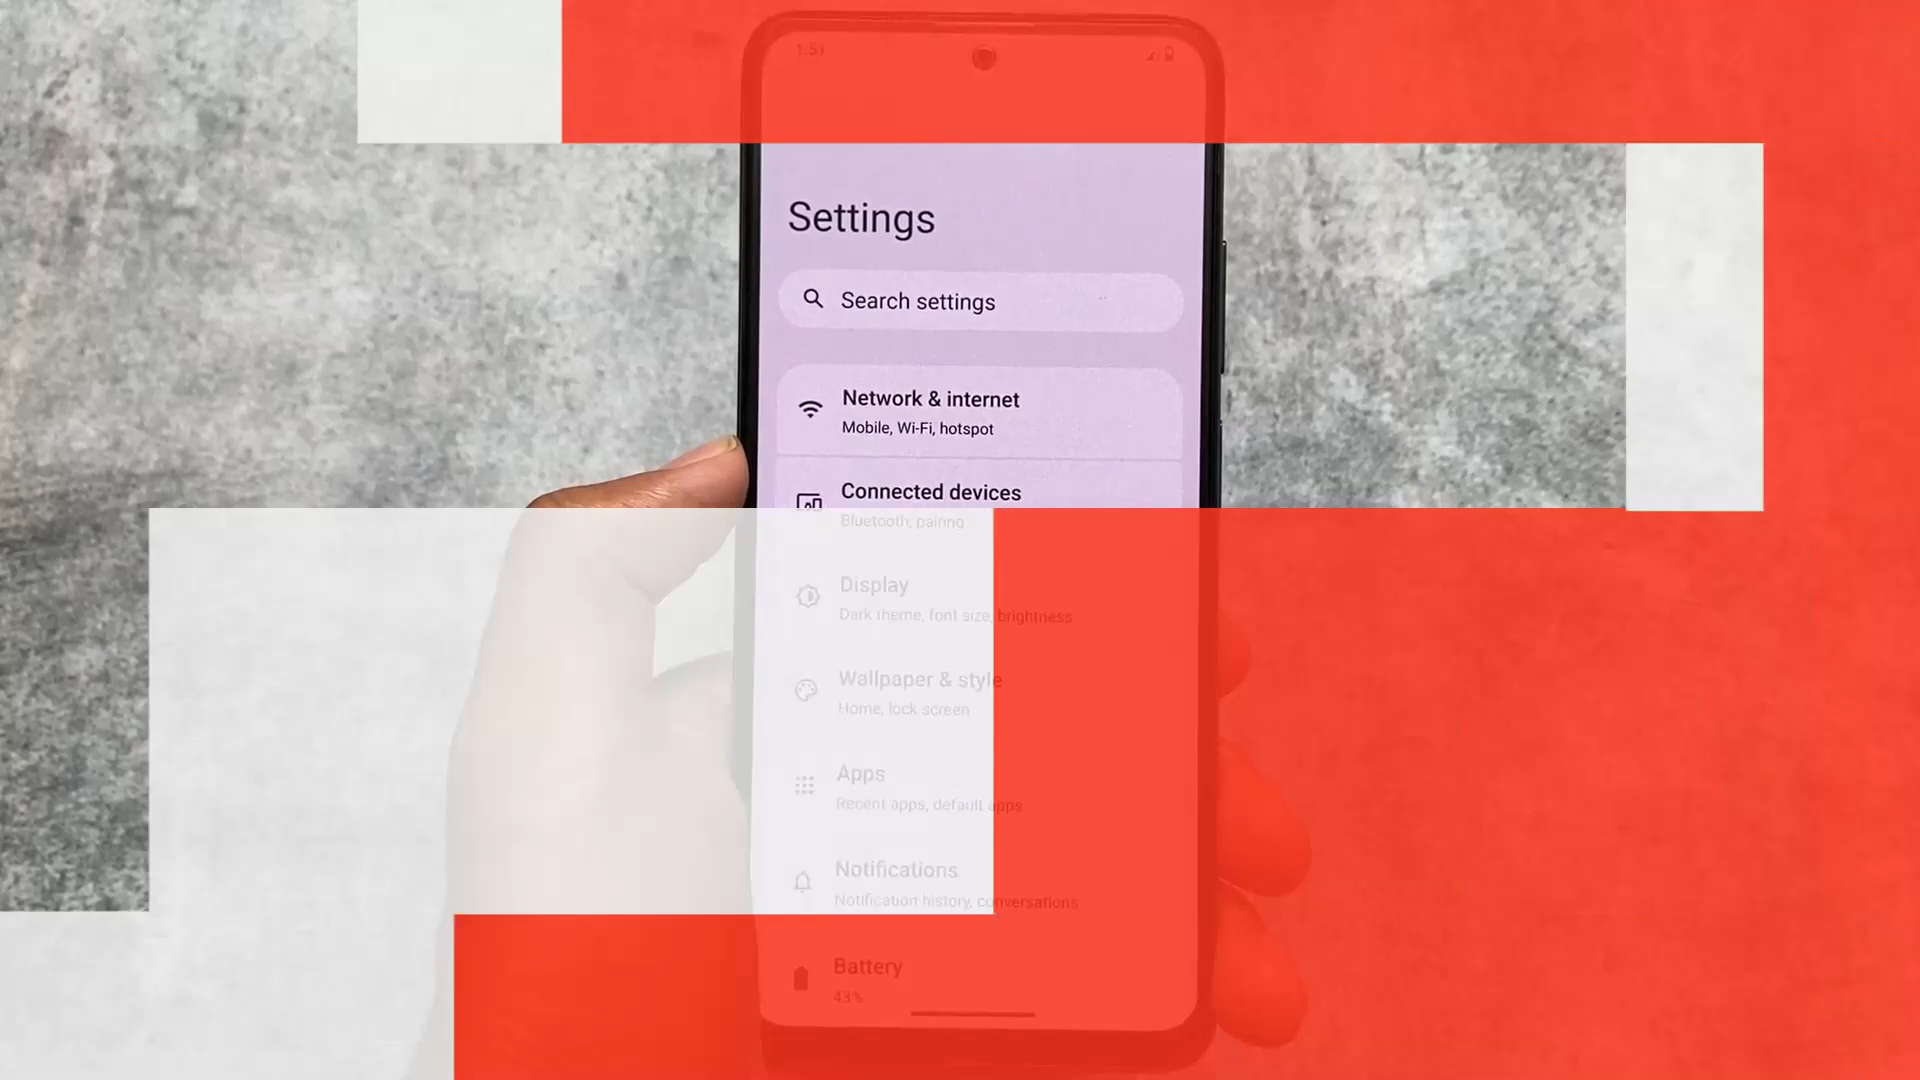 1:51
Settings
Search settings
Network & internet
Mobile, Wi-Fi, hotspot
Connected devices
Bluetooth, pairing
Display
Dark theme, font size, brightness
Wallpaper & style
Home, lock screen
Apps
Recent apps, default apps
Notifications
Notification history, conversations
Battery
43%